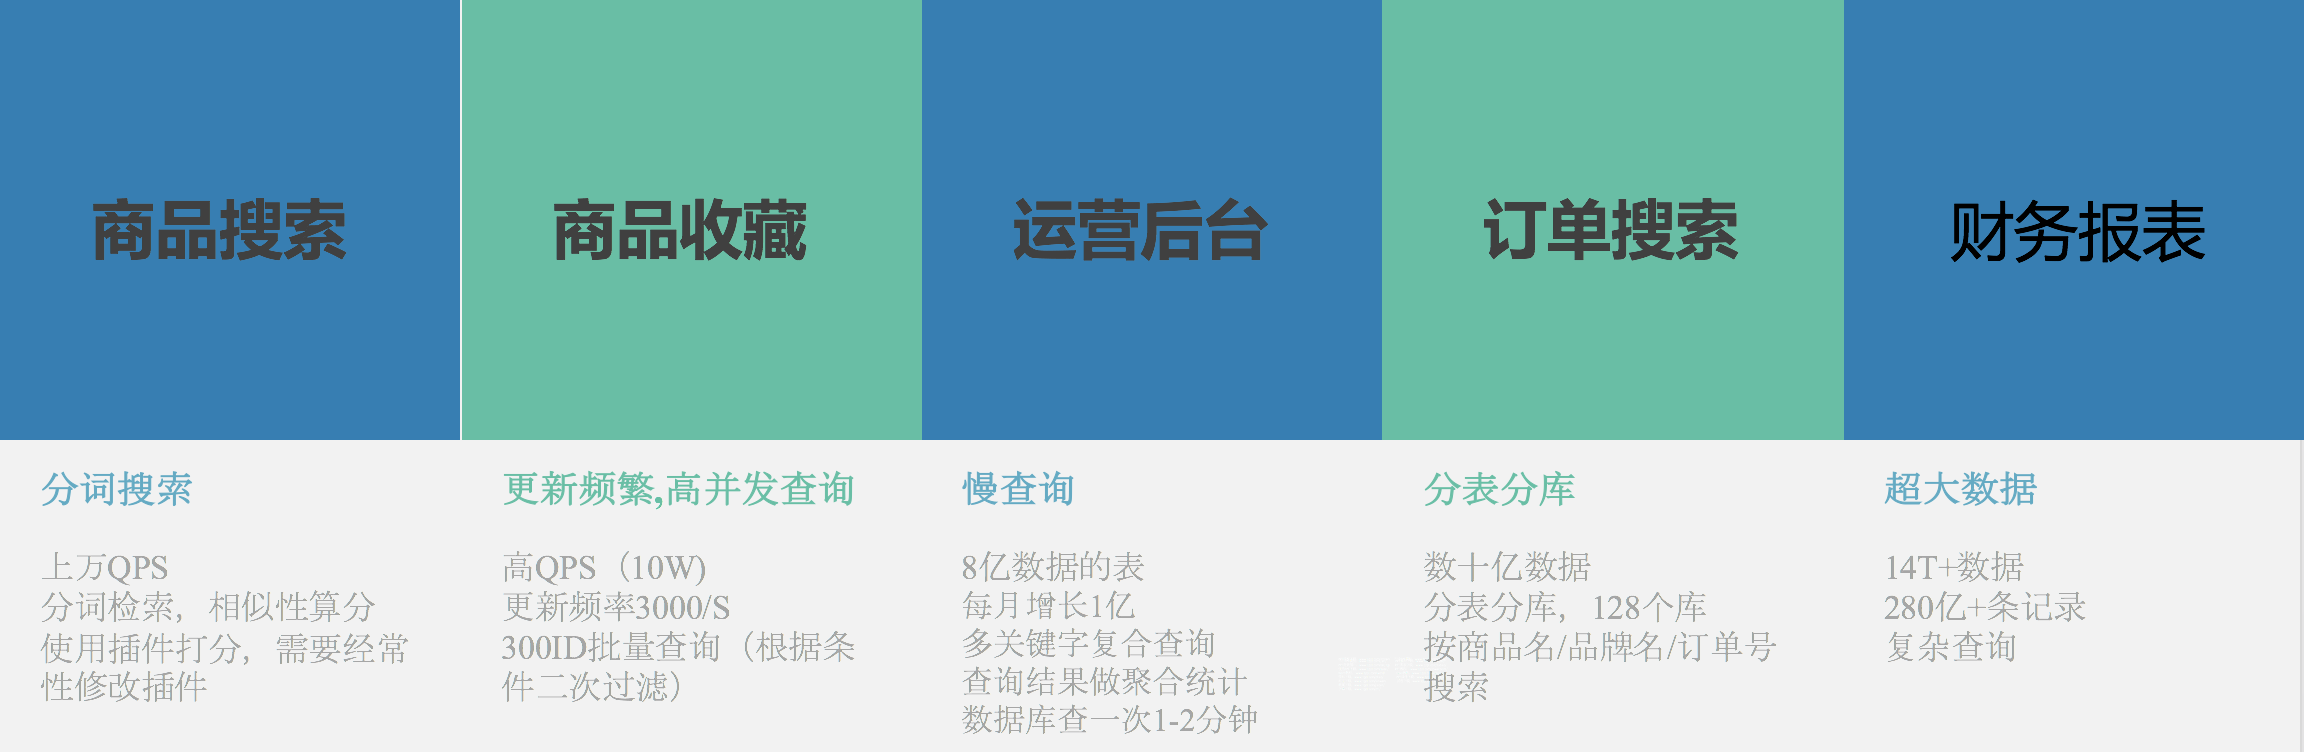 商品搜索
商品收藏
运营后台
订单搜索
财务报表
分词搜索
上万QPS
分词检索，相似性算分
使用插件打分，需要经常
性修改插件
更新频繁,高并发查询
高QPS（10W)
更新频率3000/S
300ID批量查询（根据条
件二次过滤）
慢查询
8亿数据的表
每月增长1亿
多关键字复合查询
查询结果做聚合统计
数据库查一次1-2分钟
分表分库
数十亿数据
分表分库，128个库
按商品名/品牌名/订单号
搜索
超大数据
14T+数据
280亿+条记录
复杂查询